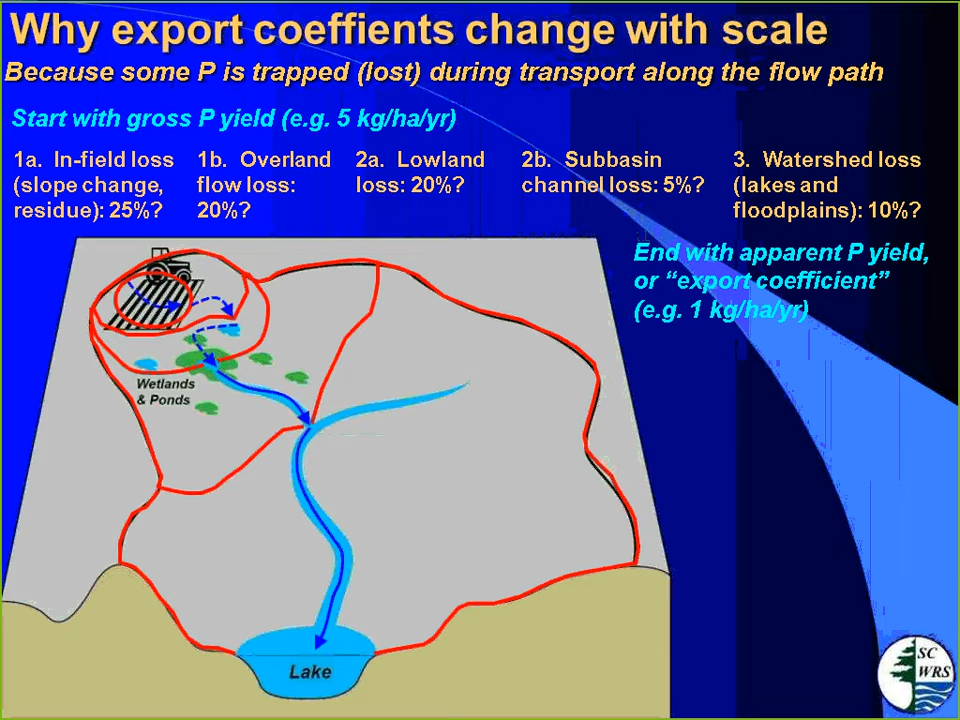 Why export coeffients change with scale
Because some P is trapped (lost) during transport along the flow path
Start with gross P yield (e.g. 5 kg/ha/yr)
1a. In-field loss
(slope change,
residue): 25%?
1b. Overland
flow loss:
20%?
2a. Lowland
loss: 20%?
2b. Subbasin
channel loss: 5%?
3. Watershed loss
(lakes and
floodplains): 10%?
End with apparent P yield,
or “export coefficient”
(e.g. 1 kg/ha/yr)
Wetlands
& Ponds
Lake
SC
WRS